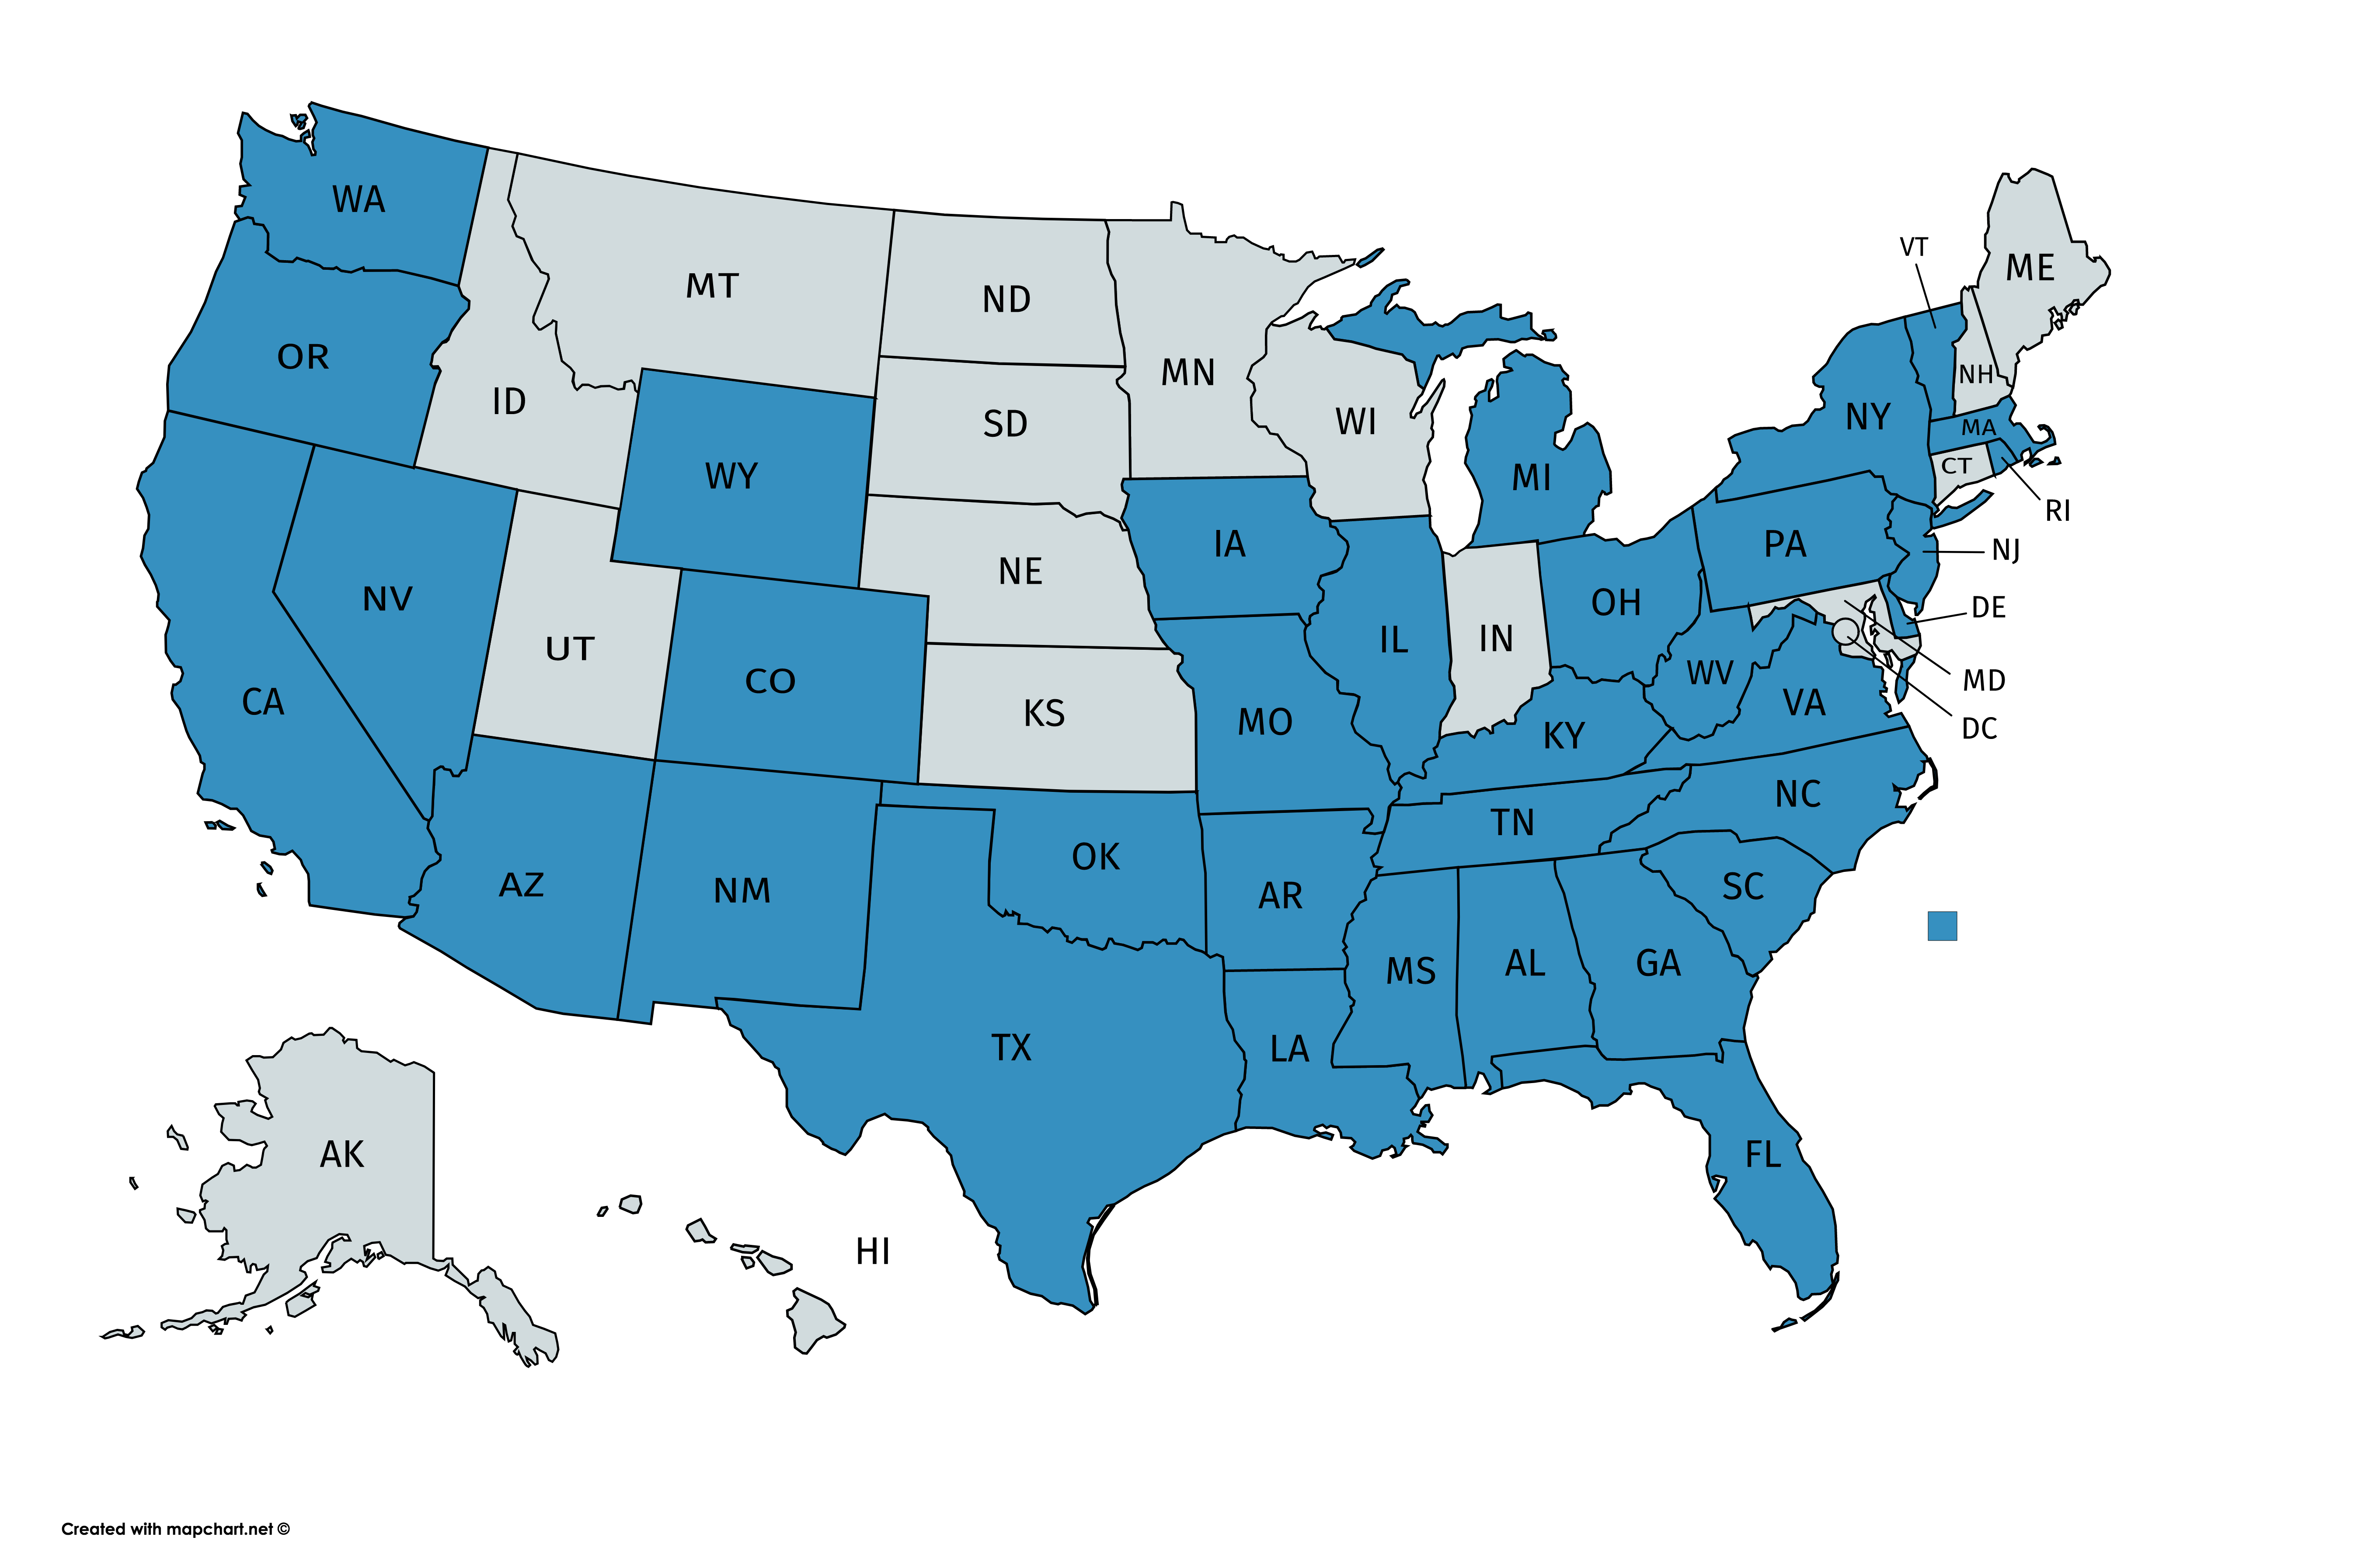 WA
VT
ME
MT
ND
OR
MN
NH
ID
SD
WI
NY
MA
WY
MI
CT
RI
IA
PA
NJ
NE
NV
OH
DE
UT
IL
IN
WV
MD
CO
CA
VA
KS
MO
DC
KY
NC
TN
OK
AZ
NM
AR
SC
MS
AL
GA
TX
LA
AK
FL
HI
Created with mapchart.net ©